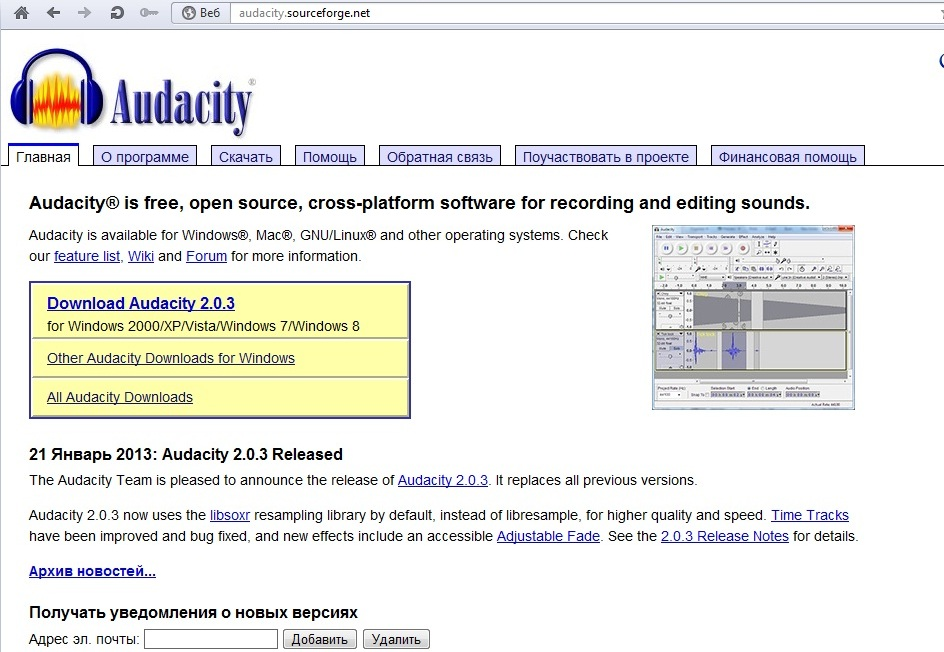 Веб
audacity.sourceforge.net
Audacity®
Главная
О программе
Скачать
Помощь
Обратная связь
Поучаствовать в проекте
Финансовая помощь
Audacity® is free, open source, cross-platform software for recording and editing sounds.
Audacity is available for Windows®, Mac®, GNU/Linux® and other operating systems. Check
our feature list, Wiki and Forum for more information.
Download Audacity 2.0.3
for Windows 2000/XP/Vista/Windows 7/Windows 8
Other Audacity Downloads for Windows
All Audacity Downloads
21 Январь 2013: Audacity 2.0.3 Released
The Audacity Team is pleased to announce the release of Audacity 2.0.3. It replaces all previous versions.
Audacity 2.0.3 now uses the libsoxr resampling library by default, instead of libresample, for higher quality and speed. Time Tracks
have been improved and bug fixed, and new effects include an accessible Adjustable Fade. See the 2.0.3 Release Notes for details.
Архив новостей...
Получать уведомления о новых версиях
Адрес эл. почты:
Добавить
Удалить